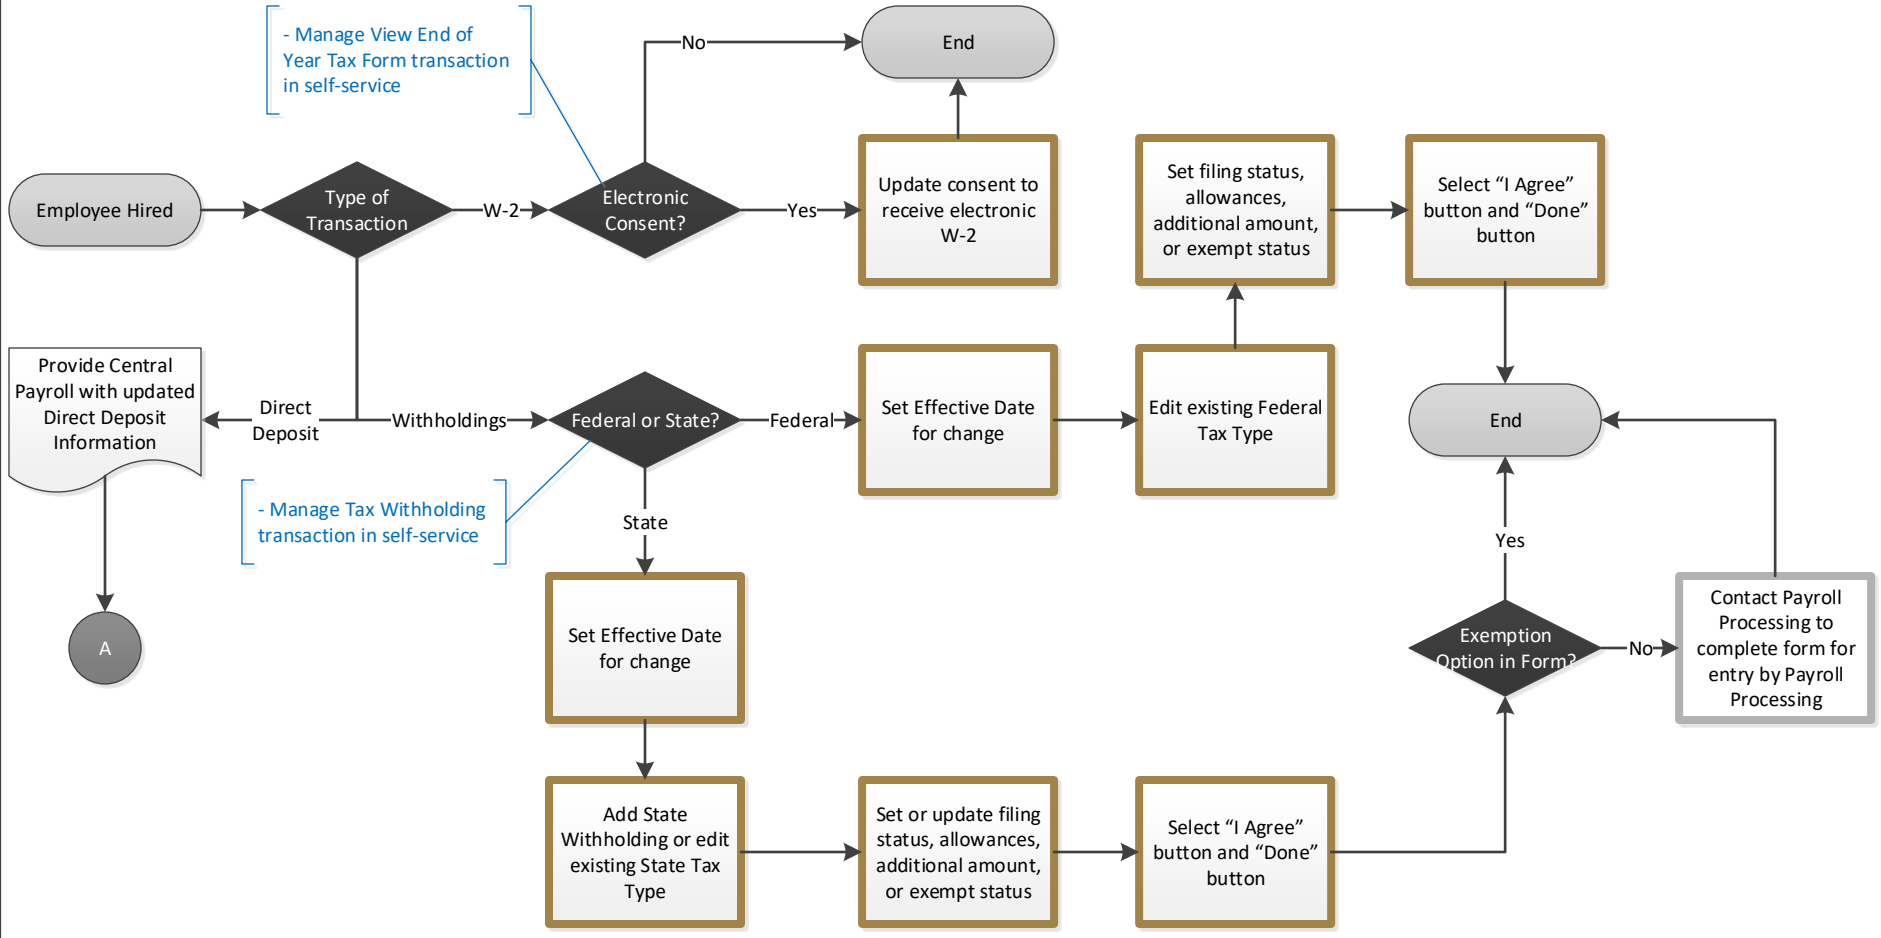 - Manage View End of
Year Tax Form transaction
in self-service
No
End
Employee Hired
Type of
Transaction
W-2
Electronic
Consent?
Yes
Update consent to
receive electronic
W-2
Set filing status,
allowances,
additional amount,
or exempt status
Select “I Agree”
button and “Done”
button
Provide Central
Payroll with updated
Direct Deposit
Information
Direct
Deposit
Withholdings
Federal or State?
Federal
Set Effective Date
for change
Edit existing Federal
Tax Type
End
- Manage Tax Withholding
transaction in self-service
State
Yes
A
Set Effective Date
for change
Exemption
Option in Form?
No
Contact Payroll
Processing to
complete form for
entry by Payroll
Processing
Add State
Withholding or edit
existing State Tax
Type
Set or update filing
status, allowances,
additional amount,
or exempt status
Select “I Agree”
button and “Done”
button